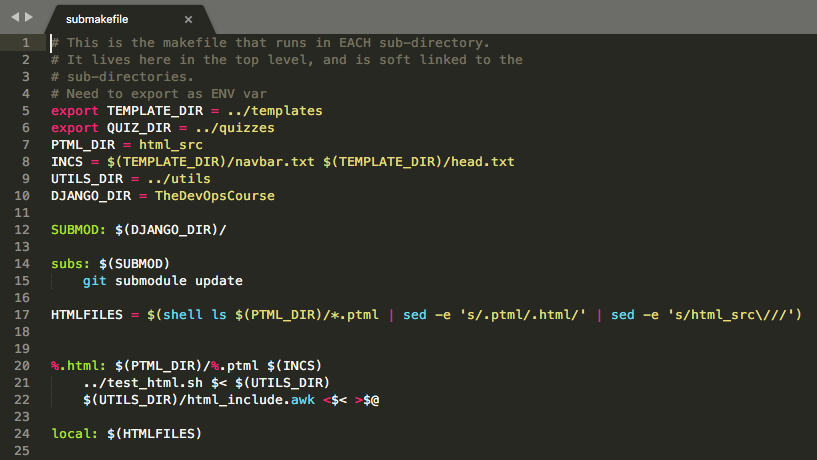 submakefile ×
1 # This is the makefile that runs in EACH sub-directory.
2 # It lives here in the top level, and is soft linked to the
3 # sub-directories.
4 # Need to export as ENV var
5 export TEMPLATE_DIR = ../templates
6 export QUIZ_DIR = ../quizzes
7 PTML_DIR = html_src
8 INCS = $(TEMPLATE_DIR)/navbar.txt $(TEMPLATE_DIR)/head.txt
9 UTILS_DIR = ../utils
10 DJANGO_DIR = TheDevOpsCourse
11
12 SUBMOD: $(DJANGO_DIR)/
13
14 subs: $(SUBMOD)
15     git submodule update
16
17 HTMLFILES = $(shell ls $(PTML_DIR)/*.ptml | sed -e 's/.ptml/.html/' | sed -e 's/html_src\///')
18
19
20 %.html: $(PTML_DIR)/%.ptml $(INCS)
21     ../test_html.sh $< $(UTILS_DIR)
22     $(UTILS_DIR)/html_include.awk <$< >$@
23
24 local: $(HTMLFILES)
25